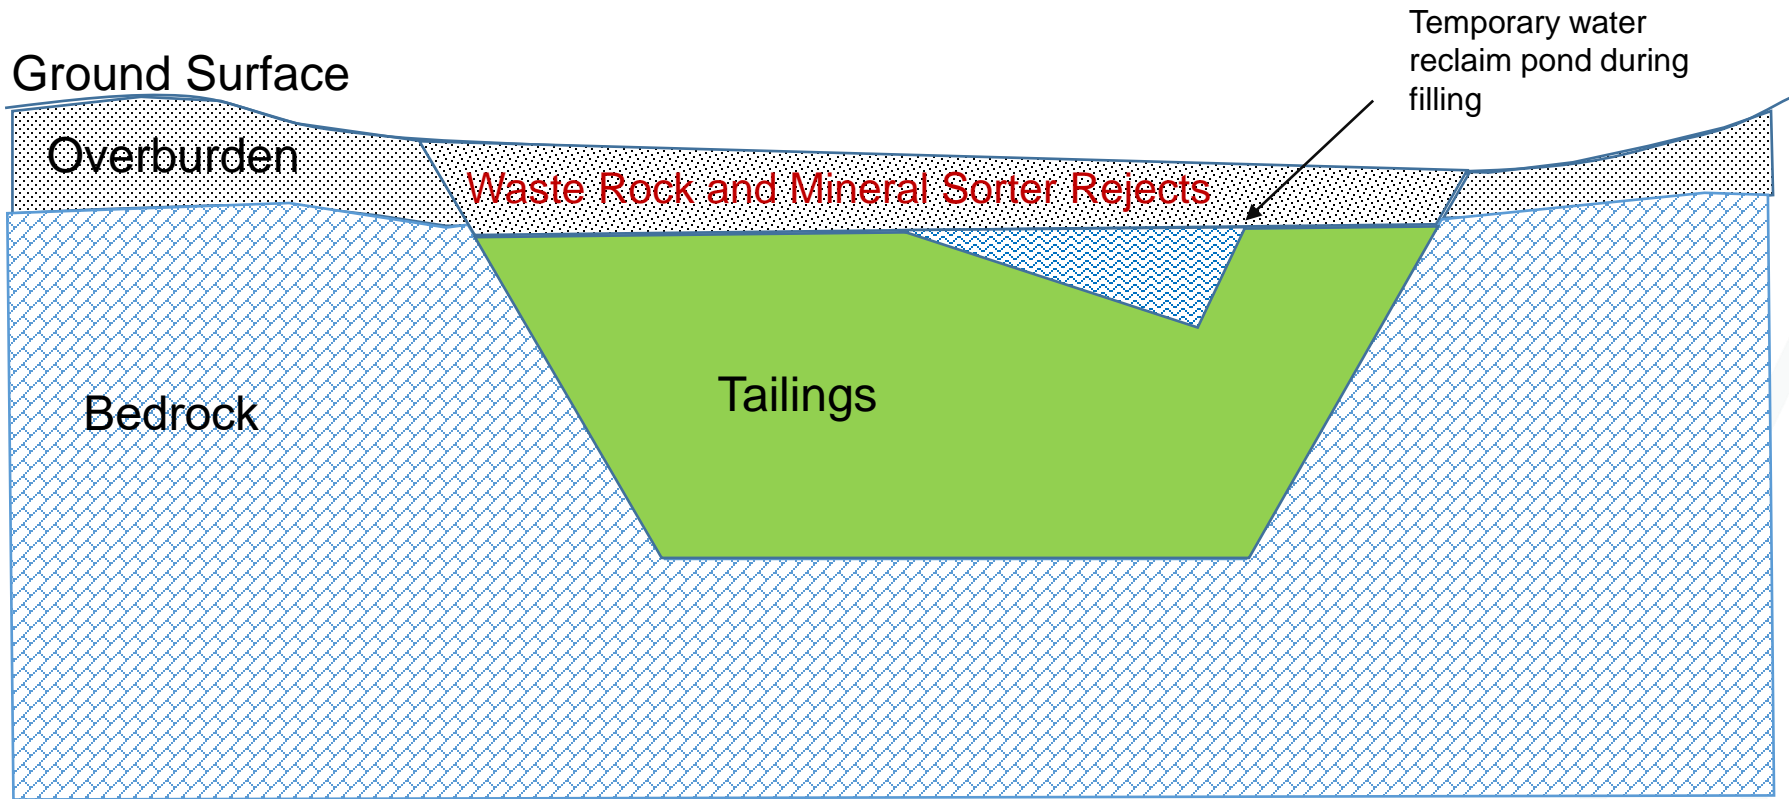 Temporary water
reclaim pond during
filling
Ground Surface
Overburden
Waste Rock and Mineral Sorter Rejects
Tailings
Bedrock